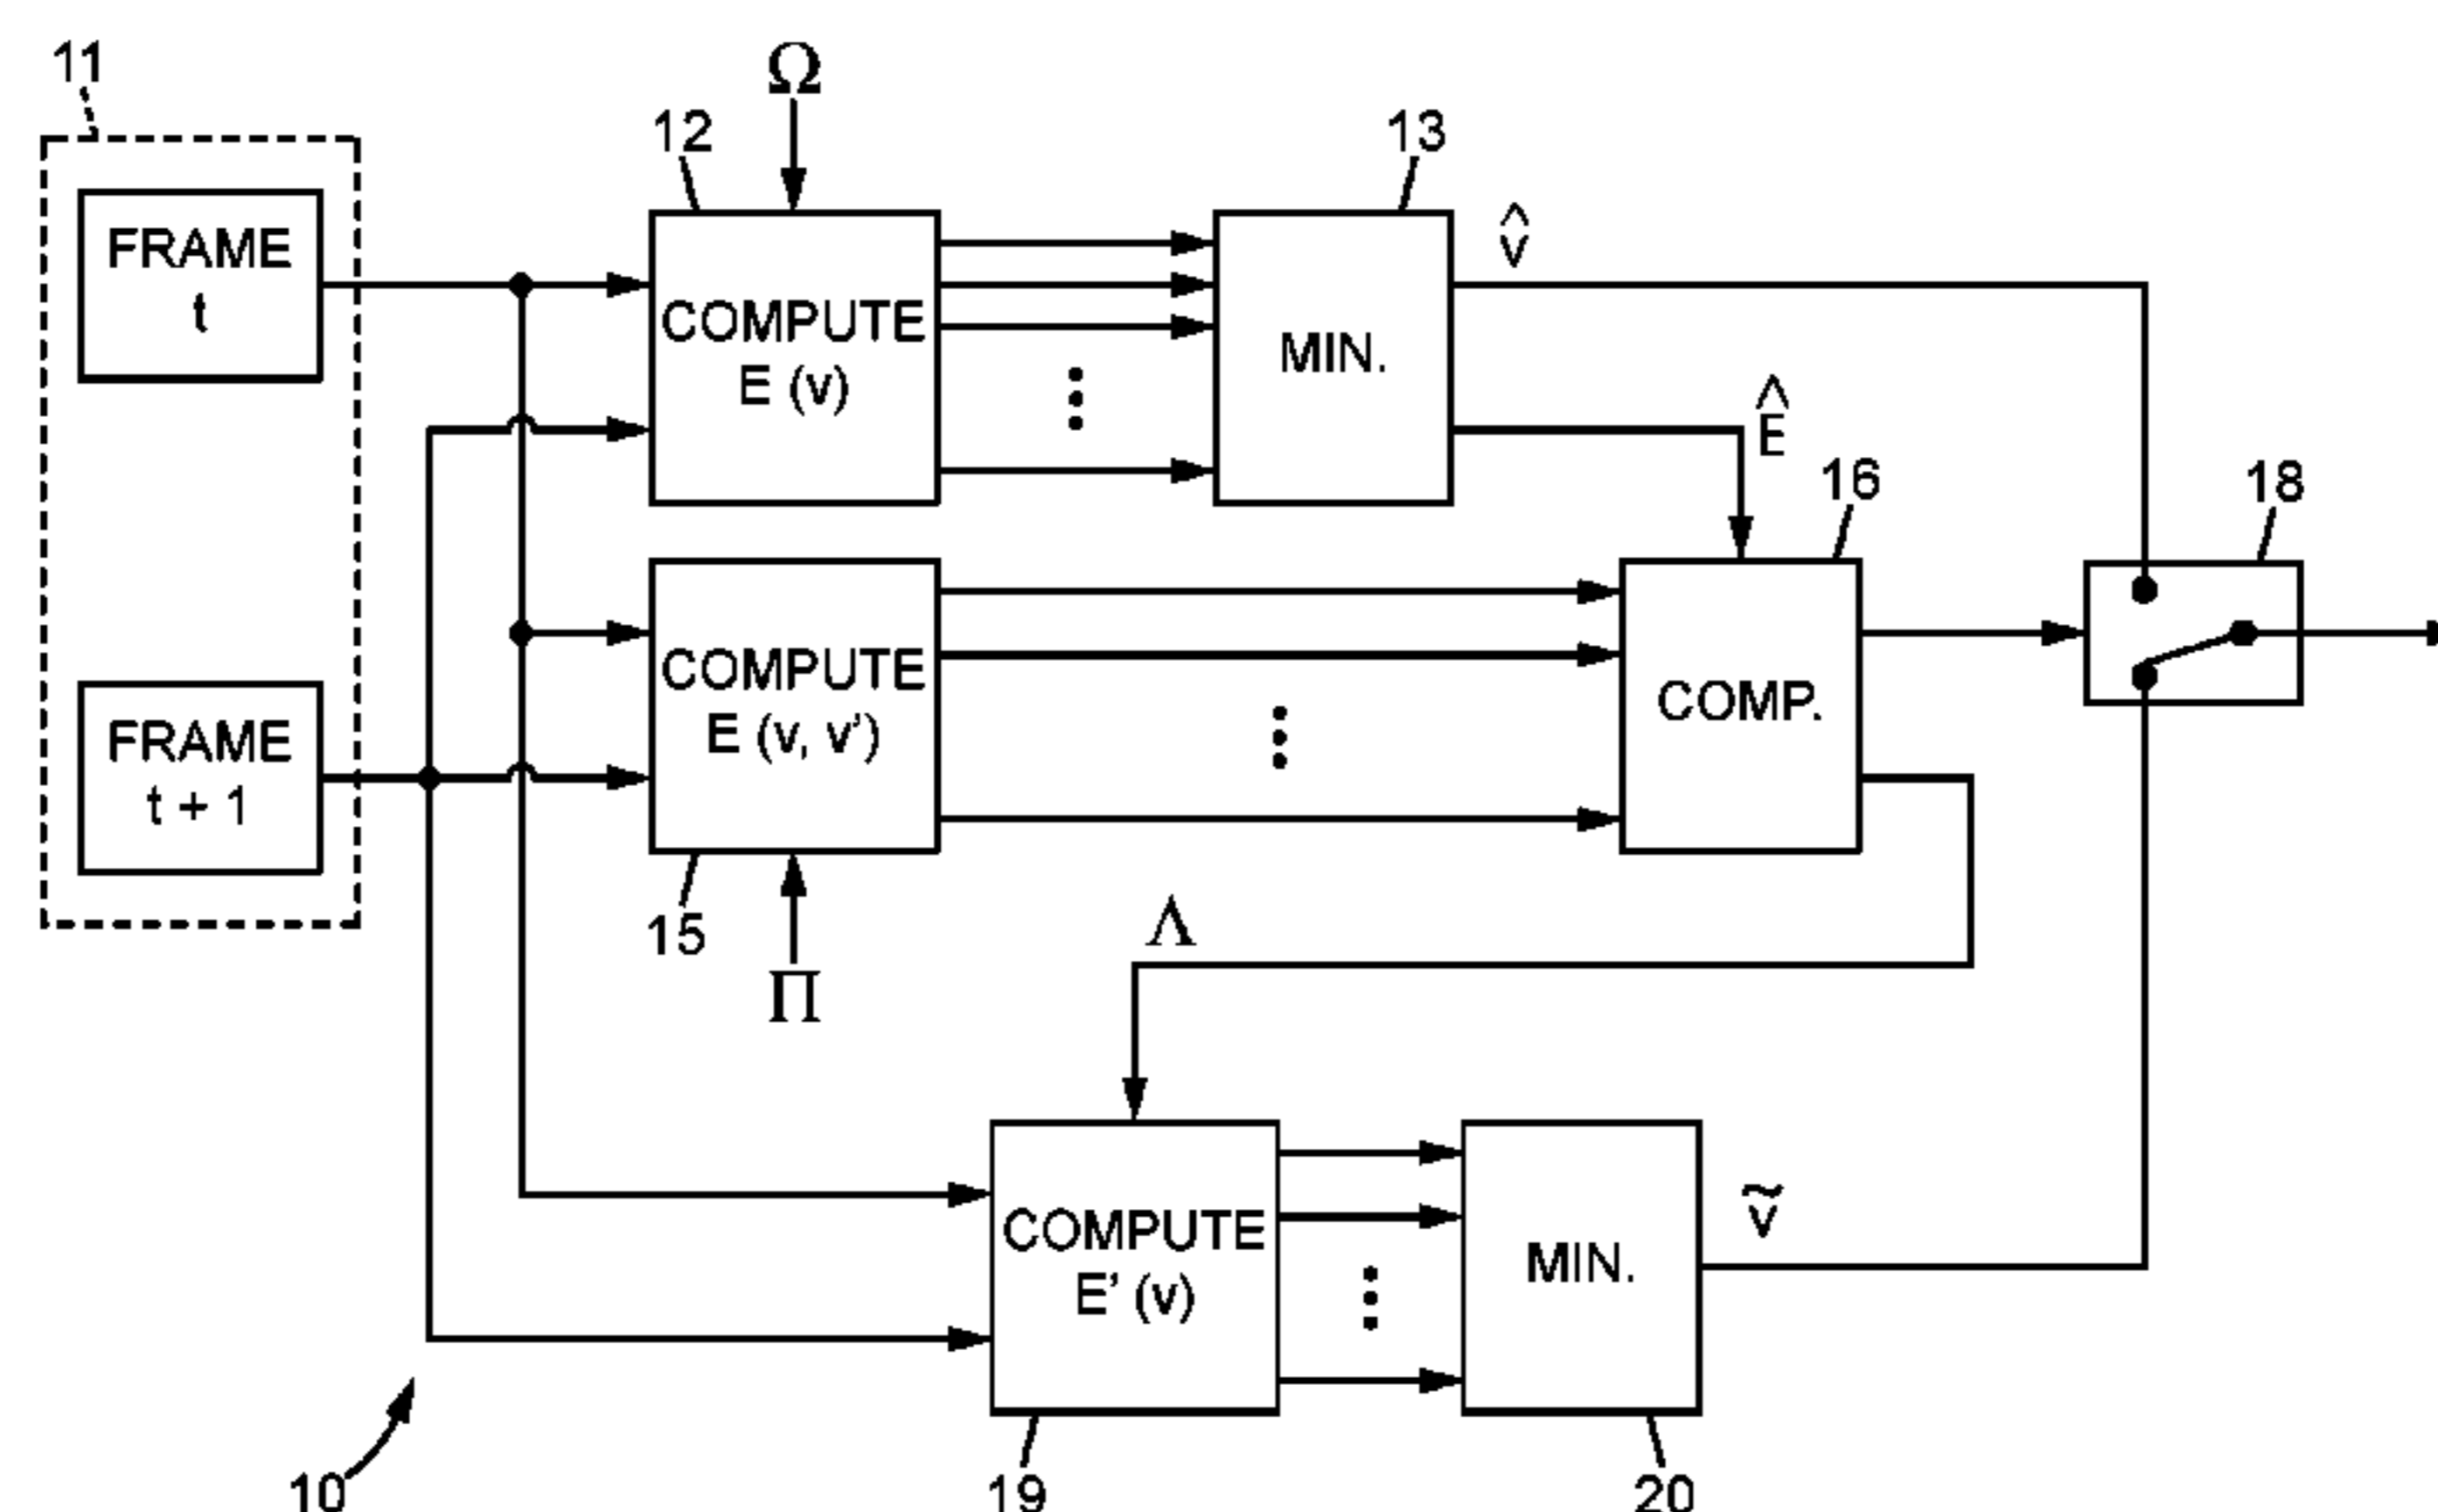 11
Ω
12
13
FRAME
t
COMPUTE
E (v)
MIN.
v̂
Ê
16
18
FRAME
t + 1
COMPUTE
E (v, v’)
COMP.
15
Π
Λ
COMPUTE
E’ (v)
MIN.
ṽ
10
19
20